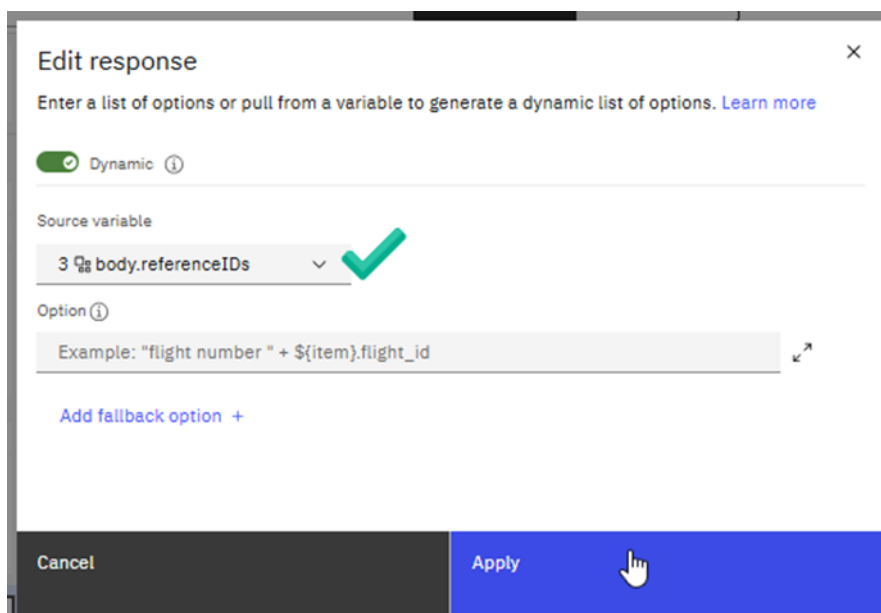 Edit response
Enter a list of options or pull from a variable to generate a dynamic list of options. Learn more
Dynamic
Source variable
3 body.referenceIDs
Option
Example: "flight number " + ${item}.flight_id
Add fallback option +
Cancel
Apply